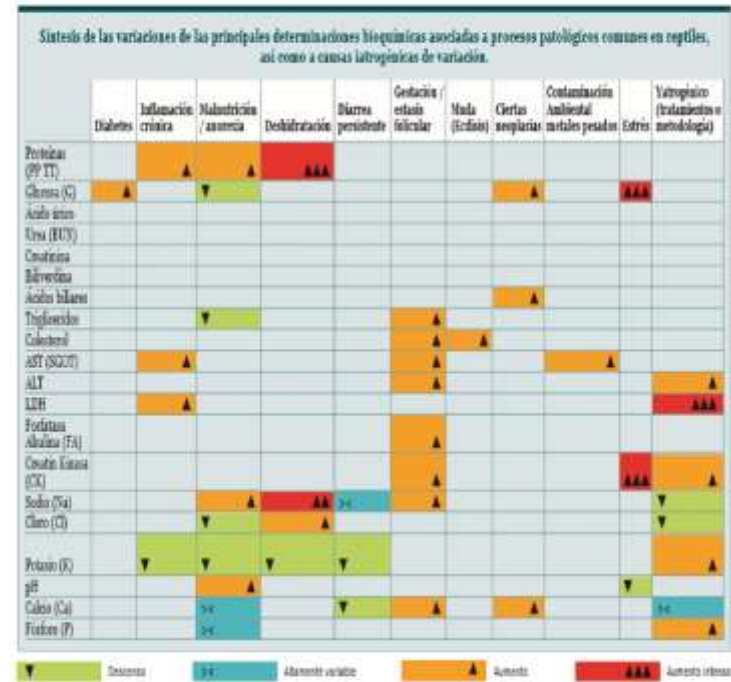 Síntesis de las variaciones de las principales determinaciones bioquímicas asociadas a procesos patológicos comunes en reptiles,
así como a causas iatrogénicas de variación.
Diabetes
Inflamación
crónica
Malnutrición
/ anorexia
Deshidratación
Diarrea
persistente
Gestación /
estasis
folicular
Muda
(Ecdisis)
Ciertas
neoplacias
Contaminación
Ambiental
metales pesados
Estrés
Yatrogénico
(tratamientos o
metodología)
Proteínas
(PP TT)
Glucosa (G)
Ácido úrico
Urea (BUN)
Creatinina
Biliverdina
Ácidos biliares
Triglicéridos
Colesterol
AST (SGOT)
ALT
LDH
Fosfatasa
Alkalina (FA)
Creatin Kinasa
(CK)
Sodio (Na)
Cloro (Cl)
Potasio (K)
pH
Calcio (Ca)
Fósforo (P)
Descenso
Altamente variable
Aumento
Aumento intenso